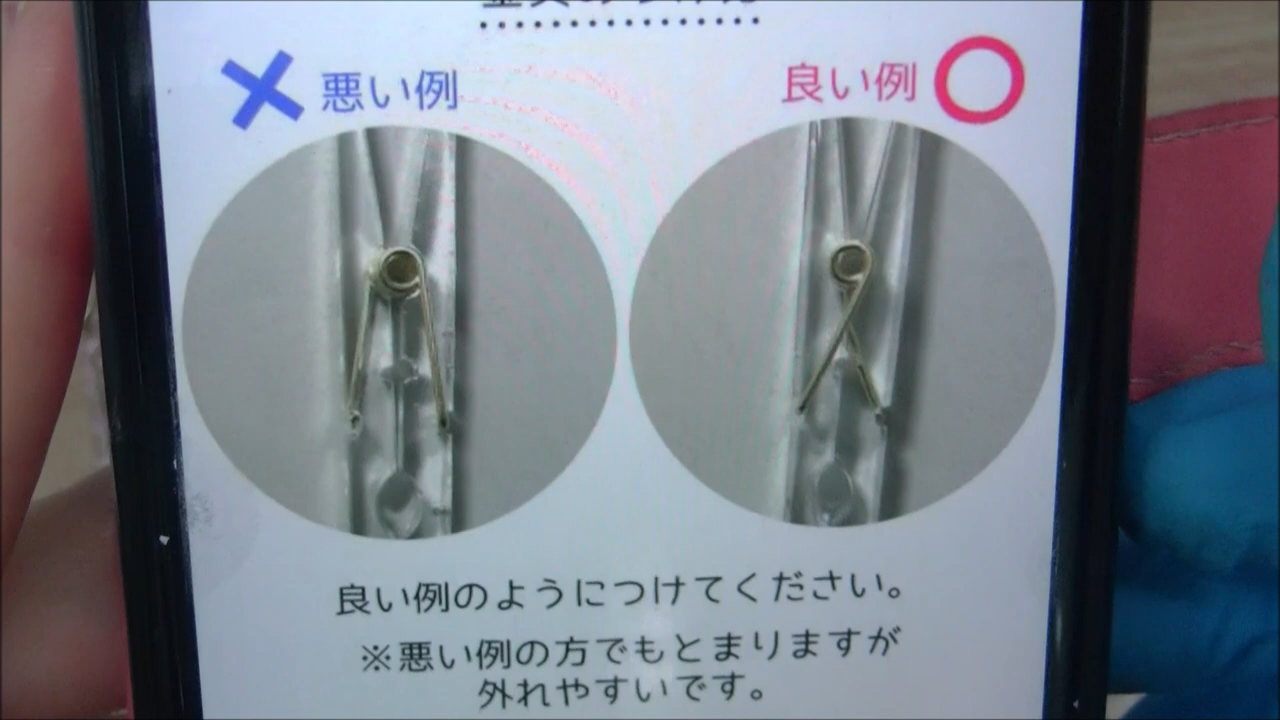 悪い例
良い例
良い例のようにつけてください。
※悪い例の方でもとまりますが
外れやすいです。